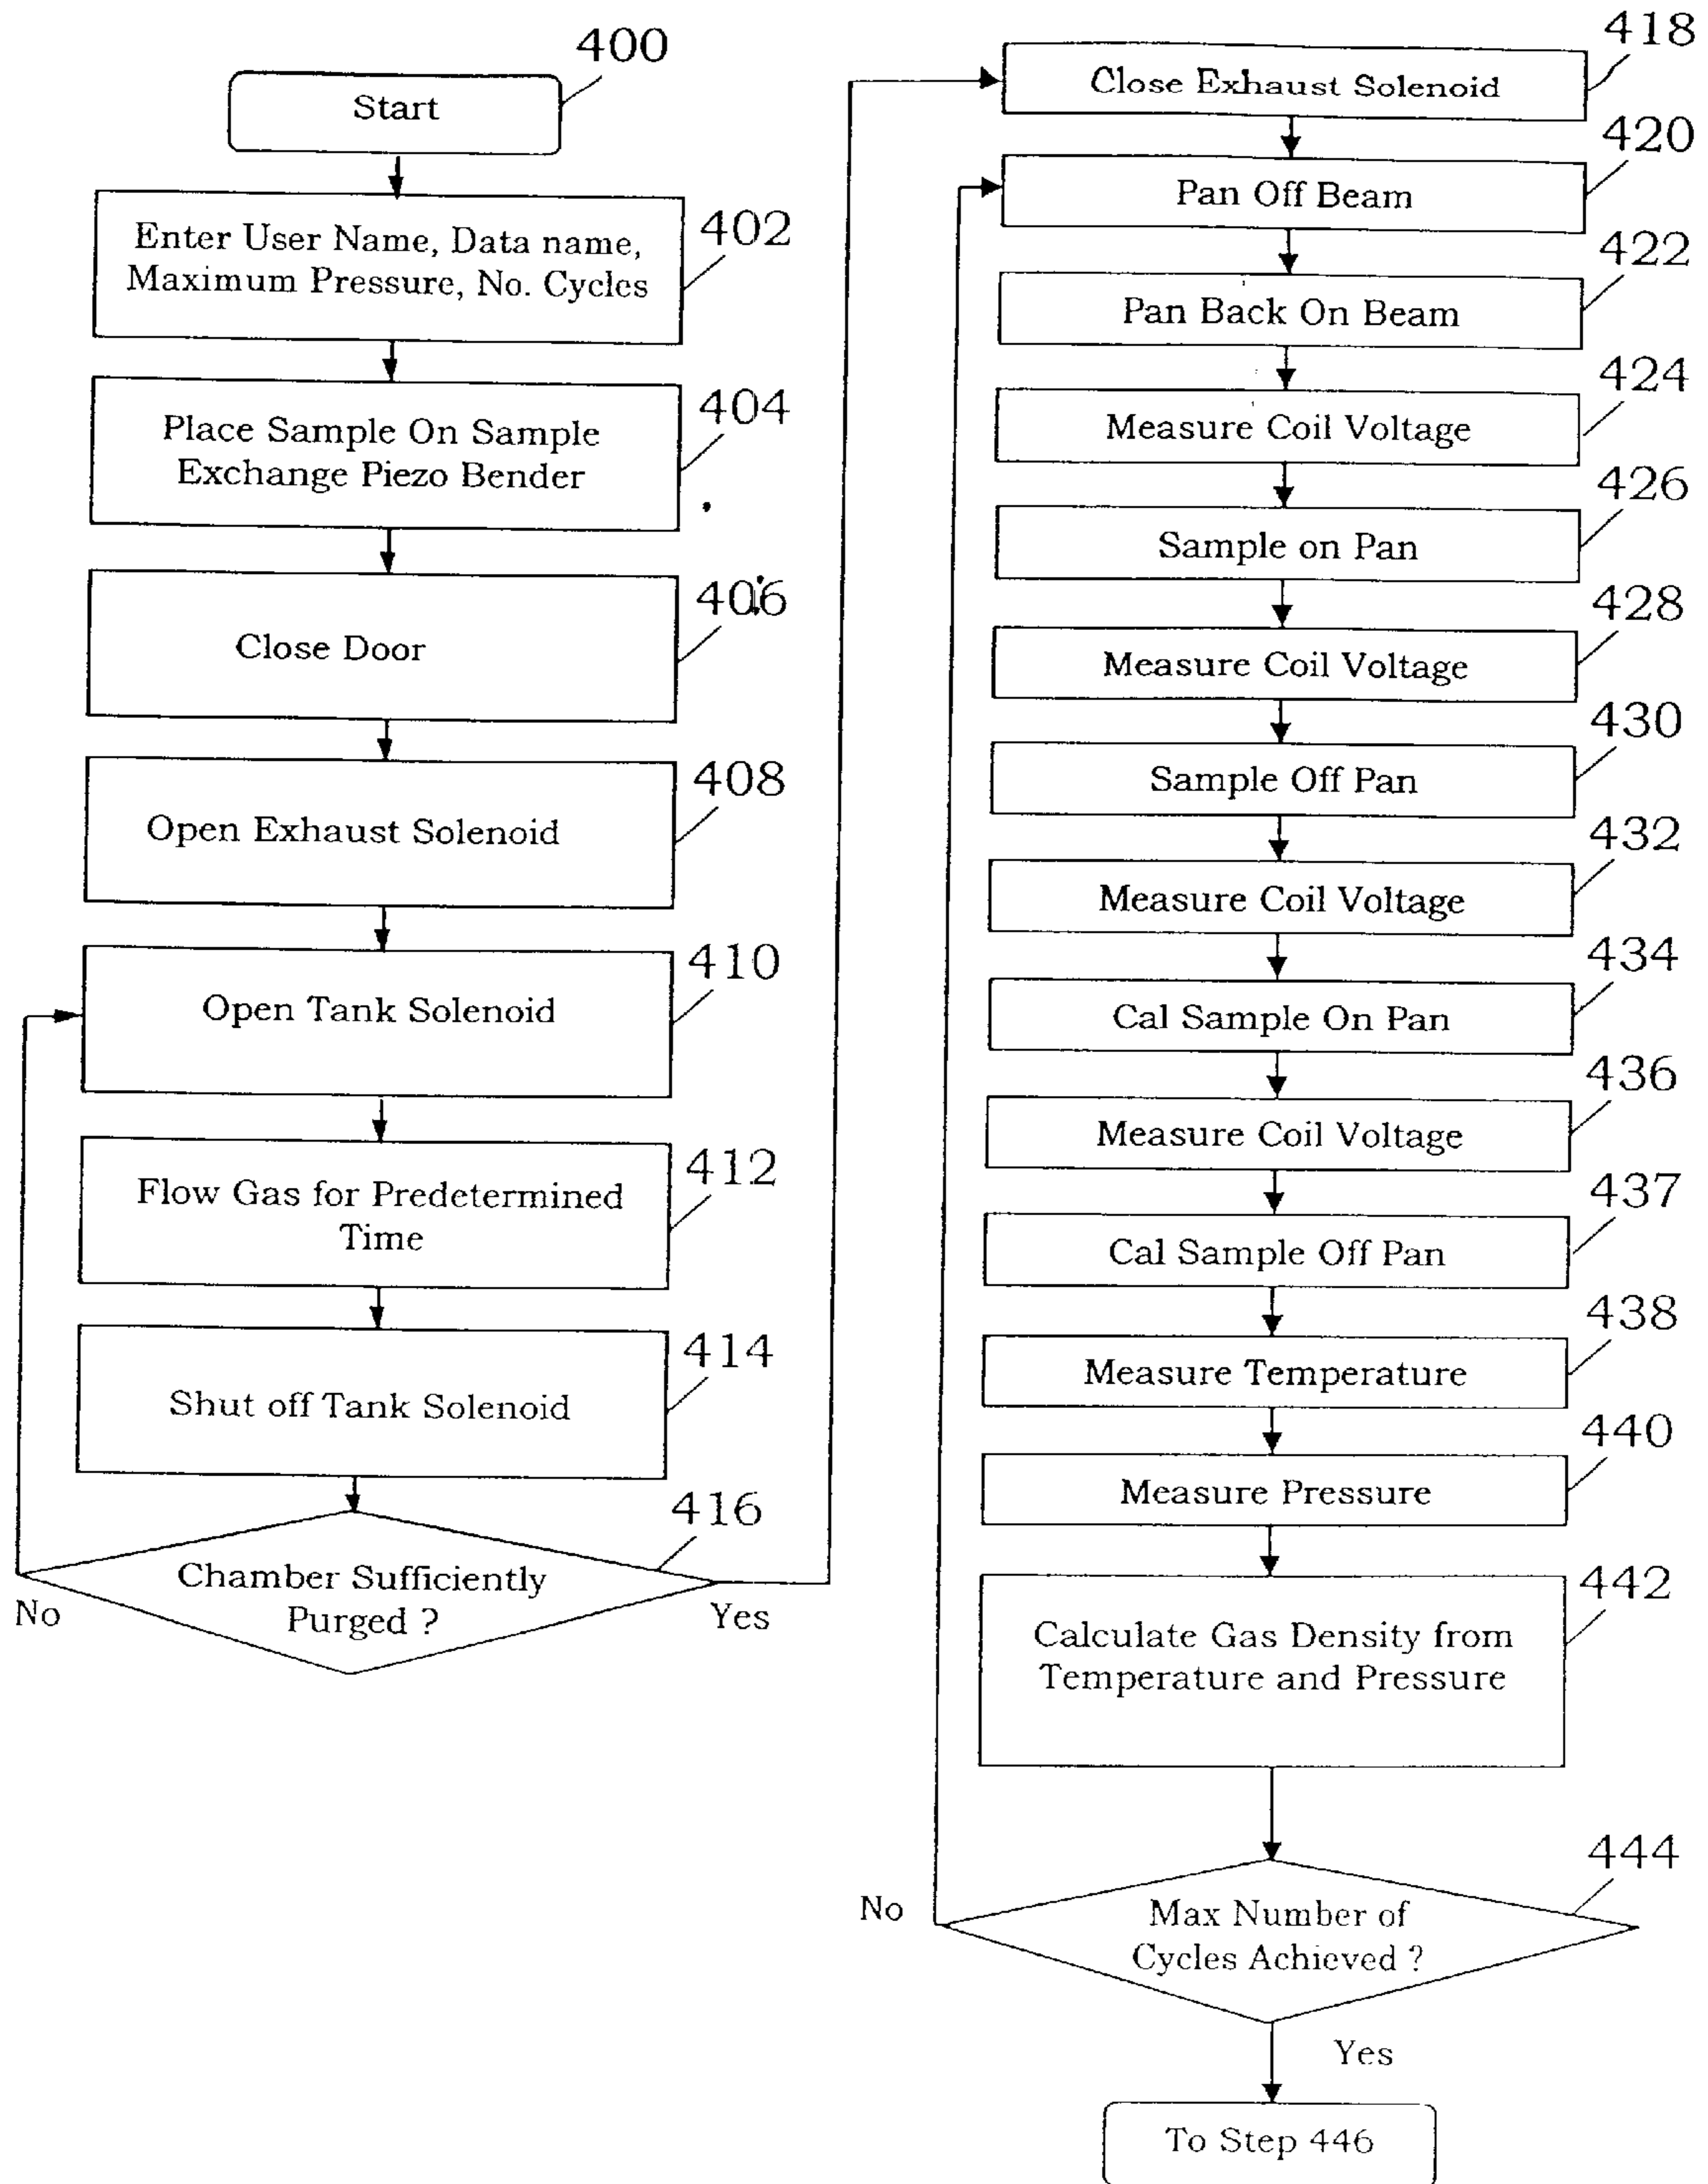 400
Start
402
Enter User Name, Data name,
Maximum Pressure, No. Cycles
404
Place Sample On Sample
Exchange Piezo Bender
406
Close Door
408
Open Exhaust Solenoid
410
Open Tank Solenoid
412
Flow Gas for Predetermined
Time
414
Shut off Tank Solenoid
416
Chamber Sufficiently
Purged ?
No
Yes
418
Close Exhaust Solenoid
420
Pan Off Beam
422
Pan Back On Beam
424
Measure Coil Voltage
426
Sample on Pan
428
Measure Coil Voltage
430
Sample Off Pan
432
Measure Coil Voltage
434
Cal Sample On Pan
436
Measure Coil Voltage
437
Cal Sample Off Pan
438
Measure Temperature
440
Measure Pressure
442
Calculate Gas Density from
Temperature and Pressure
444
Max Number of
Cycles Achieved ?
No
Yes
To Step 446